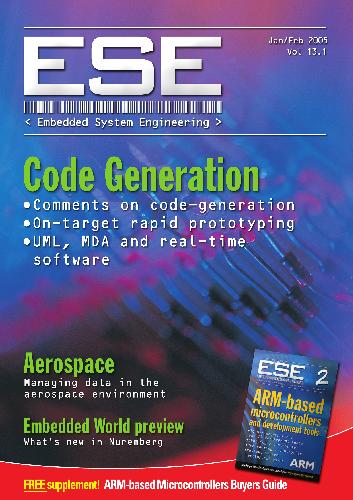 Jan/Feb 2005
Vol 13.1
ESE
< Embedded System Engineering >
Code Generation
•Comments on code-generation
•On-target rapid prototyping
•UML, MDA and real-time
software
Aerospace
Managing data in the
aerospace environment
Embedded World preview
What's new in Nuremberg
ESE 2
ARM-based
microcontrollers
and development tools
ARM
FREE supplement! ARM-based Microcontrollers Buyers Guide